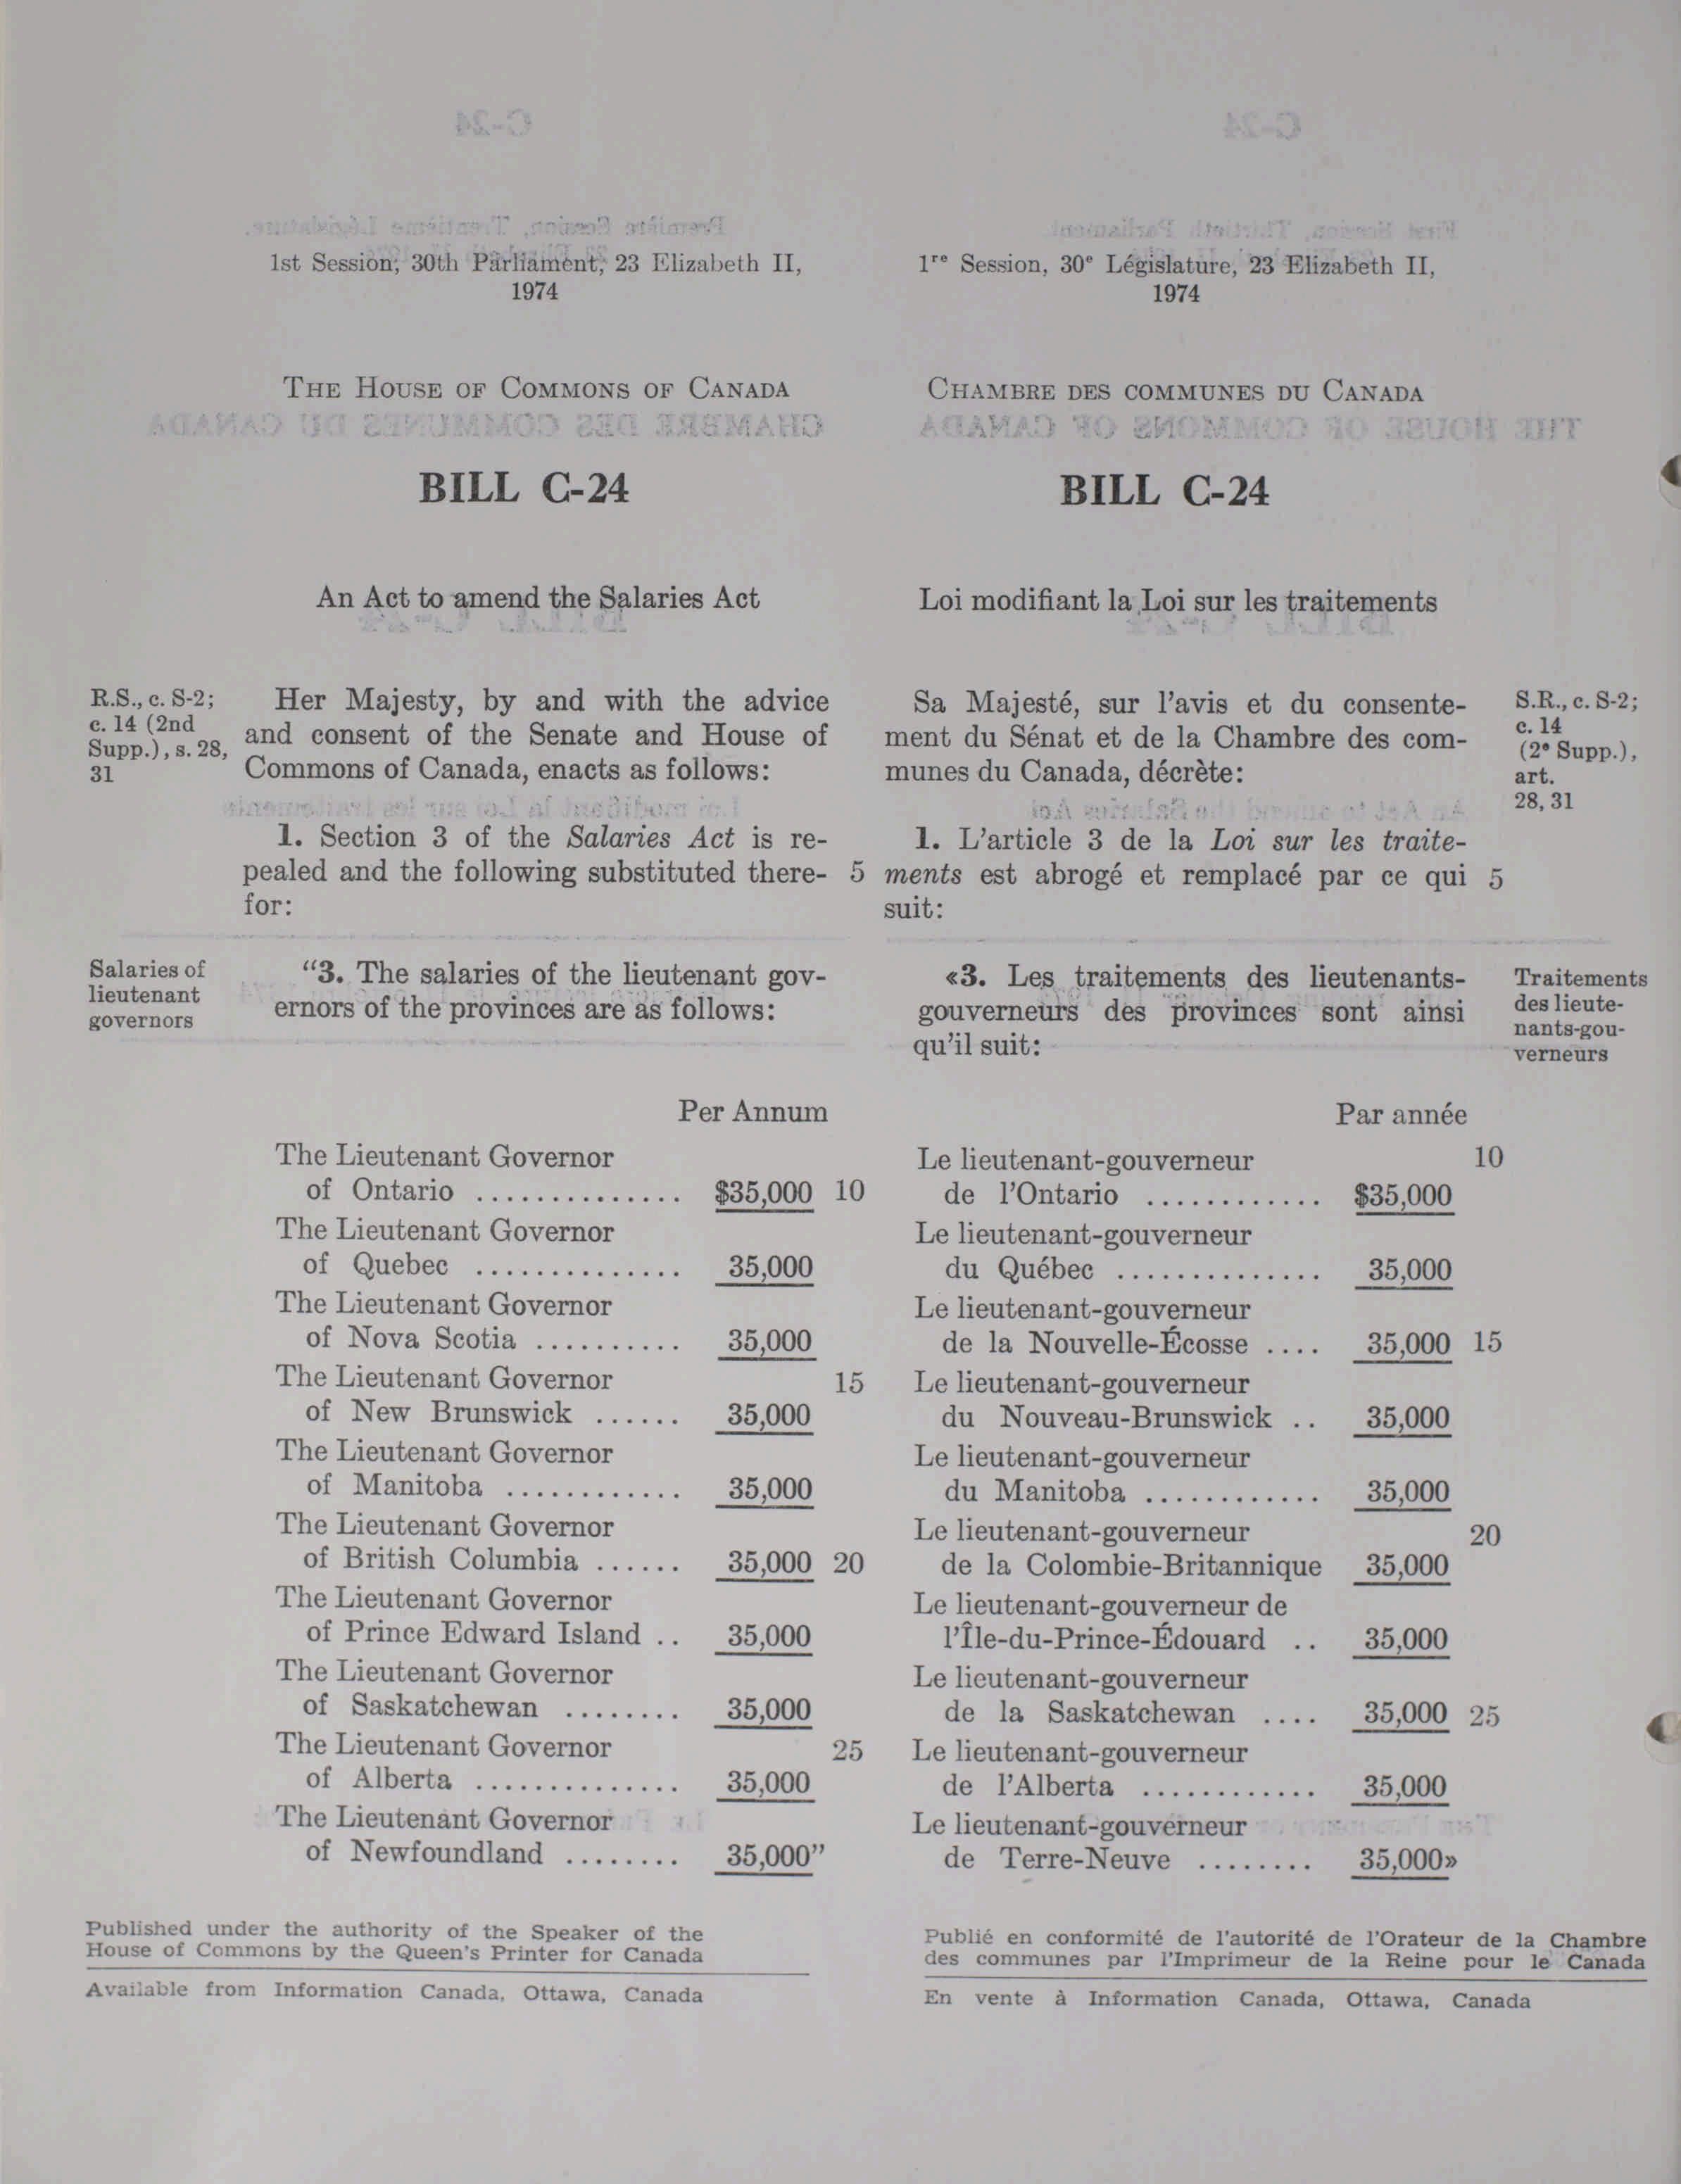 1st Session, 30th Parliament, 23 Elizabeth II,
1974
THE HOUSE OF COMMONS OF CANADA
BILL C-24
An Act to amend the Salaries Act
R.S., c. S-2;
c. 14 (2nd
Supp.), s. 28,
31
Her Majesty, by and with the advice
and consent of the Senate and House of
Commons of Canada, enacts as follows:
1. Section 3 of the Salaries Act is re-
pealed and the following substituted there- 5
for:
Salaries of
lieutenant
governors
“3. The salaries of the lieutenant gov-
ernors of the provinces are as follows:
Per Annum
The Lieutenant Governor
of Ontario .............. $35,000 10
The Lieutenant Governor
of Quebec .............. 35,000
The Lieutenant Governor
of Nova Scotia .......... 35,000
The Lieutenant Governor 15
of New Brunswick ...... 35,000
The Lieutenant Governor
of Manitoba ............ 35,000
The Lieutenant Governor
of British Columbia ...... 35,000 20
The Lieutenant Governor
of Prince Edward Island .. 35,000
The Lieutenant Governor
of Saskatchewan ........ 35,000
The Lieutenant Governor 25
of Alberta .............. 35,000
The Lieutenant Governor
of Newfoundland ........ 35,000”
Published under the authority of the Speaker of the
House of Commons by the Queen's Printer for Canada
Available from Information Canada, Ottawa, Canada
1re Session, 30e Législature, 23 Elizabeth II,
1974
CHAMBRE DES COMMUNES DU CANADA
BILL C-24
Loi modifiant la Loi sur les traitements
Sa Majesté, sur l'avis et du consente-
ment du Sénat et de la Chambre des com-
munes du Canada, décrète:
S.R., c. S-2;
c. 14
(2e Supp.),
art.
28, 31
1. L'article 3 de la Loi sur les traite-
ments est abrogé et remplacé par ce qui 5
suit:
«3. Les traitements des lieutenants-
gouverneurs des provinces sont ainsi
qu'il suit:
Traitements
des lieute-
nants-gou-
verneurs
Par année
Le lieutenant-gouverneur 10
de l'Ontario ............ $35,000
Le lieutenant-gouverneur
du Québec .............. 35,000
Le lieutenant-gouverneur
de la Nouvelle-Écosse .... 35,000 15
Le lieutenant-gouverneur
du Nouveau-Brunswick .. 35,000
Le lieutenant-gouverneur
du Manitoba ............ 35,000
Le lieutenant-gouverneur 20
de la Colombie-Britannique 35,000
Le lieutenant-gouverneur de
l'Île-du-Prince-Édouard .. 35,000
Le lieutenant-gouverneur
de la Saskatchewan .... 35,000 25
Le lieutenant-gouverneur
de l'Alberta ............ 35,000
Le lieutenant-gouverneur
de Terre-Neuve ........ 35,000»
Publié en conformité de l'autorité de l'Orateur de la Chambre
des communes par l'Imprimeur de la Reine pour le Canada
En vente à Information Canada, Ottawa, Canada